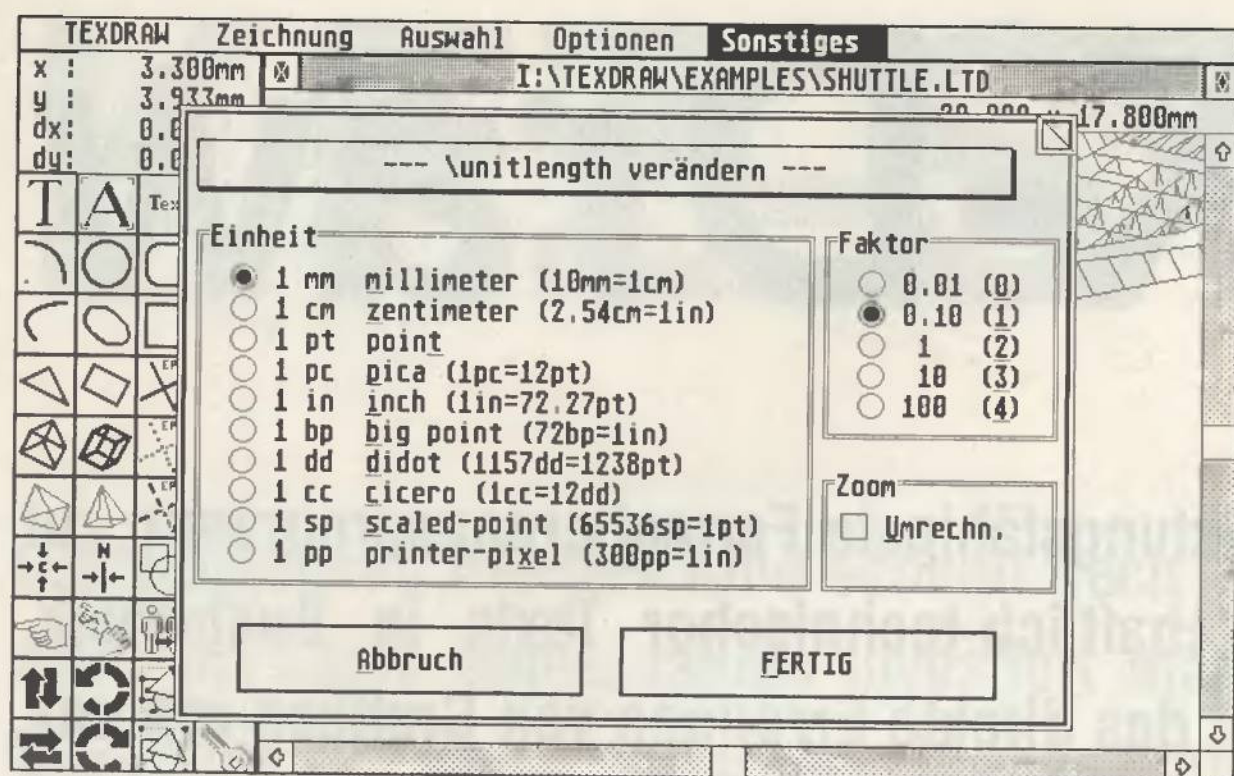 TEXDRAW Zeichnung Auswahl Optionen Sonstiges
x : 3.300mm
I:\TEXDRAW\EXAMPLES\SHUTTLE.LTD
y : 3.933mm
17.800mm
dx: 0.
dy: 0.
--- \unitlength verändern ---
T A Tex
Einheit
1 mm millimeter (10mm=1cm)
1 cm zentimeter (2.54cm=1in)
1 pt point
1 pc pica (1pc=12pt)
1 in inch (1in=72.27pt)
1 bp big point (72bp=1in)
1 dd didot (1157dd=1238pt)
1 cc cicero (1cc=12dd)
1 sp scaled-point (65536sp=1pt)
1 pp printer-pixel (300pp=1in)
Faktor
0.01 (0)
0.10 (1)
1 (2)
10 (3)
100 (4)
Zoom
Umrechn.
c N
Abbruch FERTIG